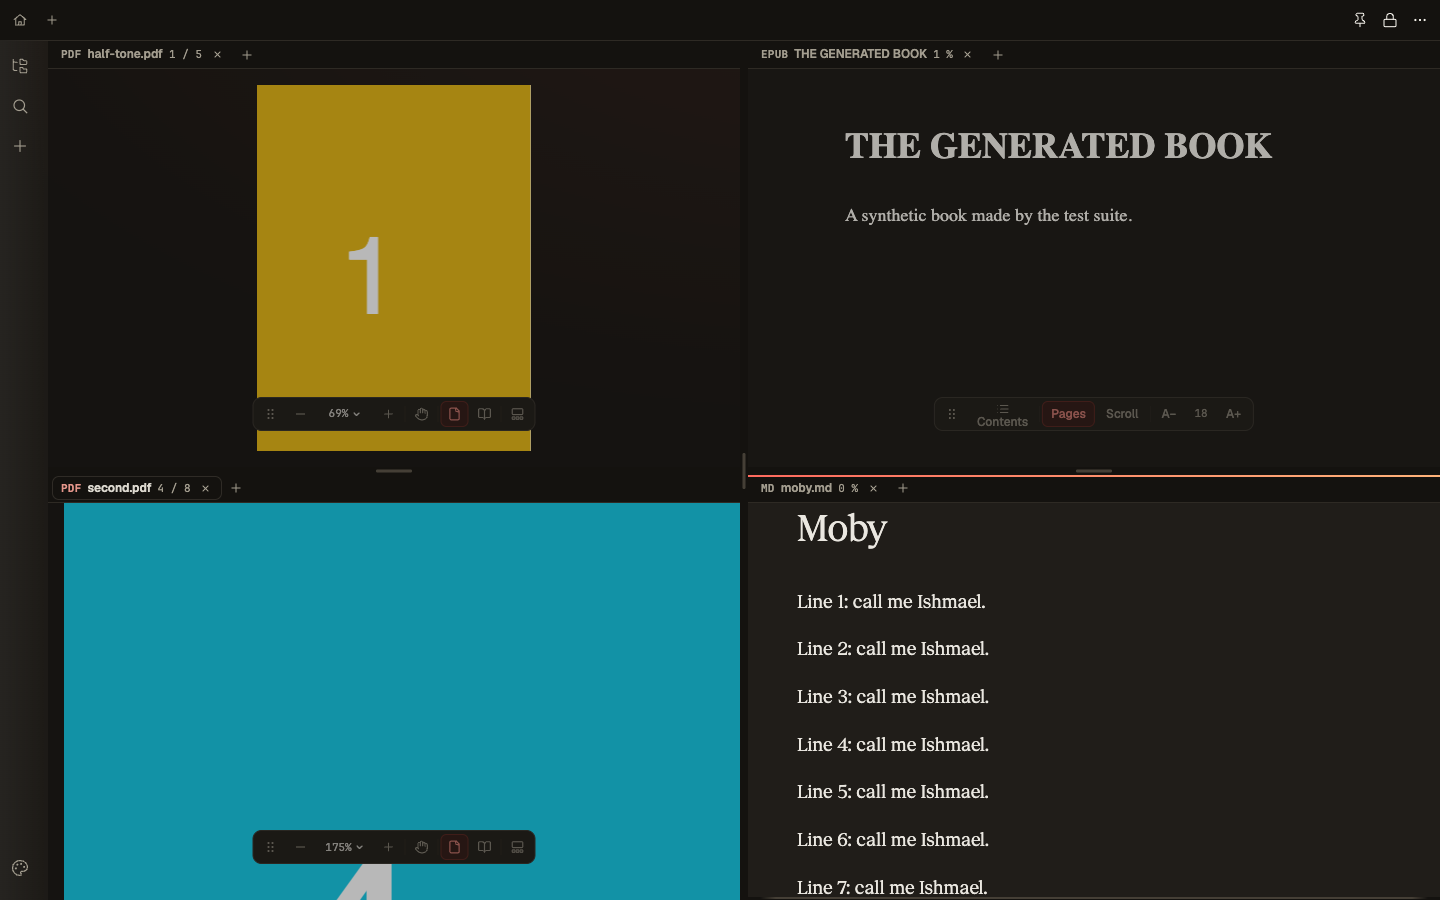 PDF half-tone.pdf 1 / 5
1
69%
EPUB THE GENERATED BOOK 1 %
THE GENERATED BOOK
A synthetic book made by the test suite.
Contents Pages Scroll A− 18 A+
PDF second.pdf 4 / 8
175%
4
MD moby.md 0 %
Moby
Line 1: call me Ishmael.
Line 2: call me Ishmael.
Line 3: call me Ishmael.
Line 4: call me Ishmael.
Line 5: call me Ishmael.
Line 6: call me Ishmael.
Line 7: call me Ishmael.